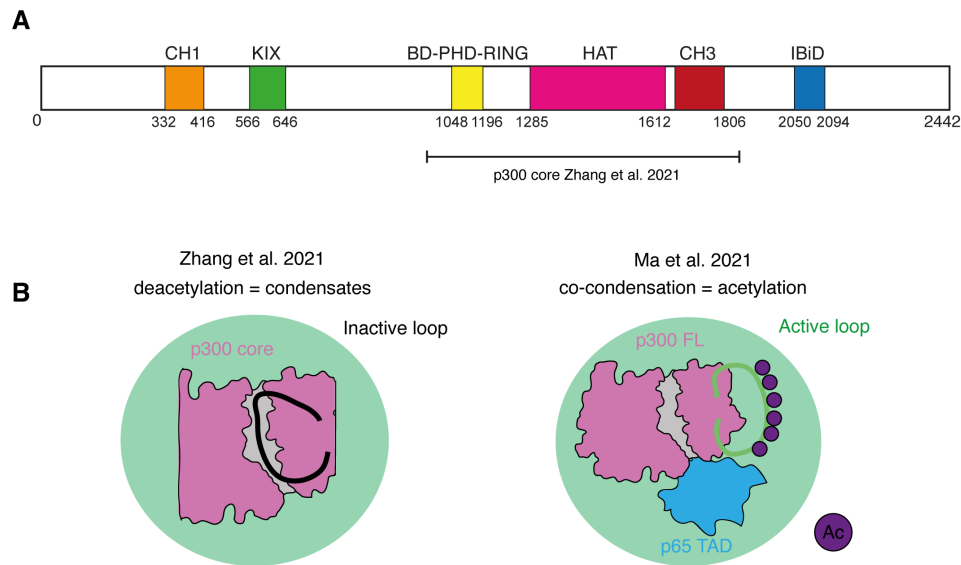 A
CH1 KIX BD-PHD-RING HAT CH3 IBiD
0 332 416 566 646 1048 1196 1285 1612 1806 2050 2094 2442
p300 core Zhang et al. 2021
B
Zhang et al. 2021
deacetylation = condensates
Inactive loop
p300 core
Ma et al. 2021
co-condensation = acetylation
Active loop
p300 FL
p65 TAD
Ac